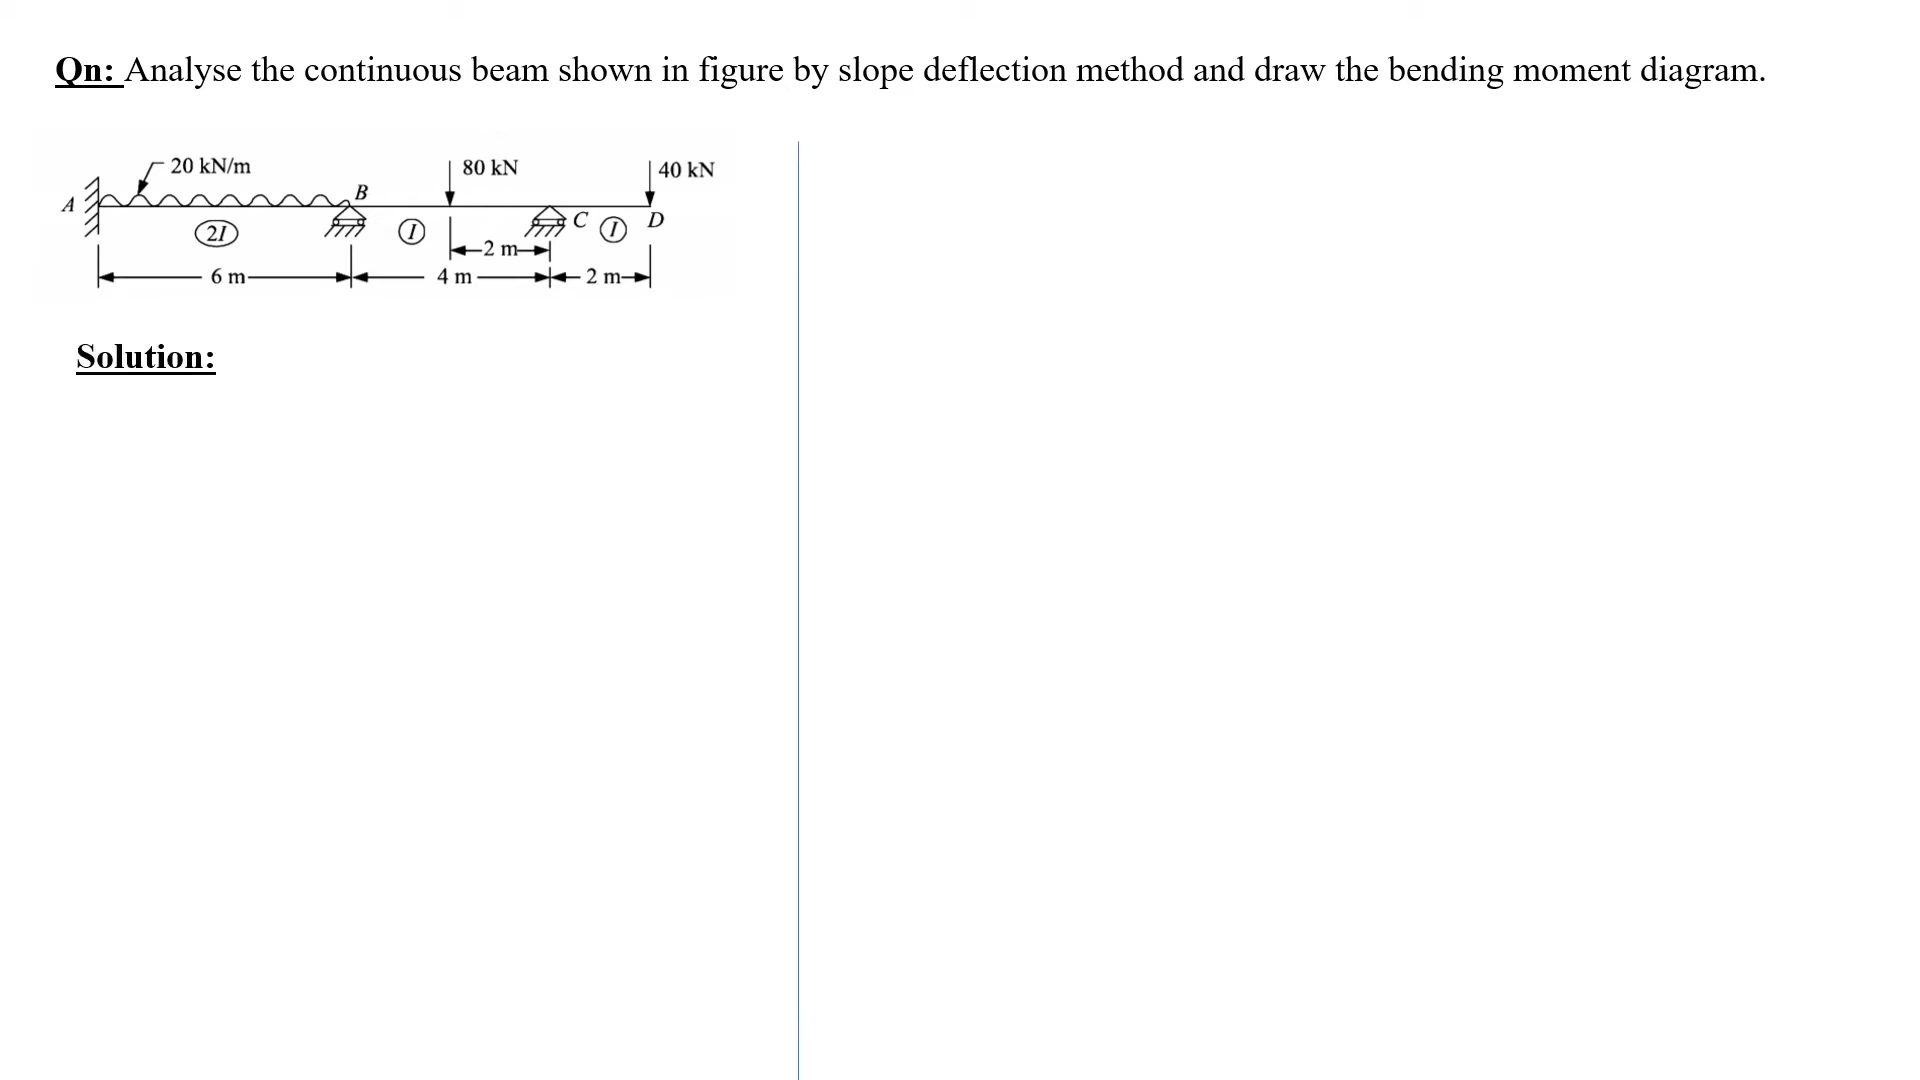 Qn: Analyse the continuous beam shown in figure by slope deflection method and draw the bending moment diagram.
20 kN/m
80 kN
40 kN
A
B
C
D
2I
I
I
2 m
6 m
4 m
2 m
Solution: